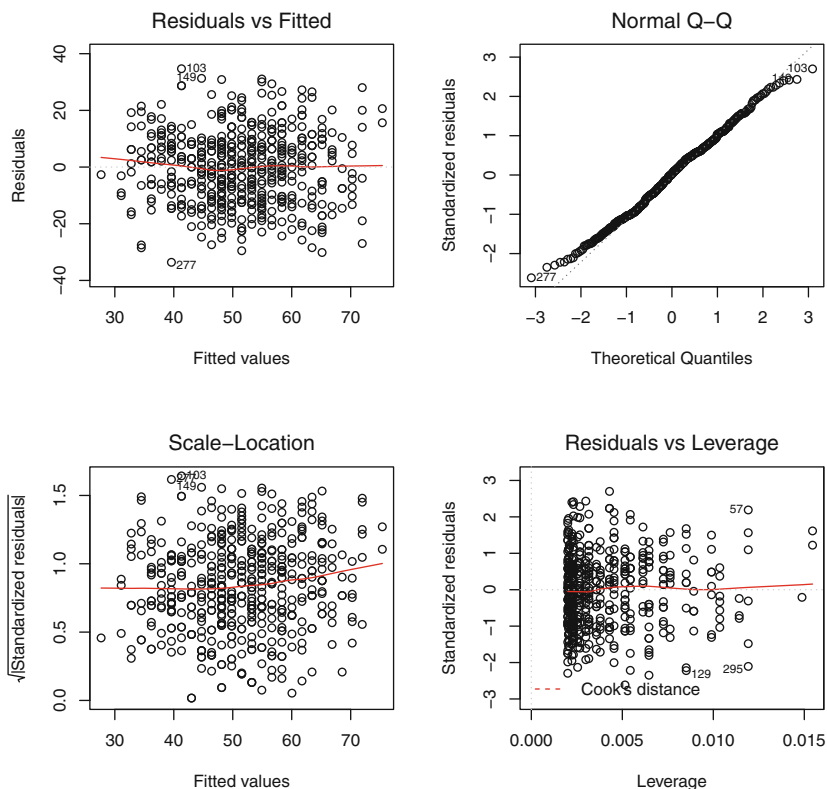 Residuals vs Fitted
Residuals
40
20
0
−20
−40
103
149
277
30 40 50 60 70
Fitted values
Normal Q−Q
Standardized residuals
3
2
1
0
−1
−2
103
149
277
−3 −2 −1 0 1 2 3
Theoretical Quantiles
Scale−Location
√|Standardized residuals|
1.5
1.0
0.5
0.0
103
277
149
30 40 50 60 70
Fitted values
Residuals vs Leverage
Standardized residuals
3
2
1
0
−1
−2
−3
57
129
295
Cook's distance
0.000 0.005 0.010 0.015
Leverage